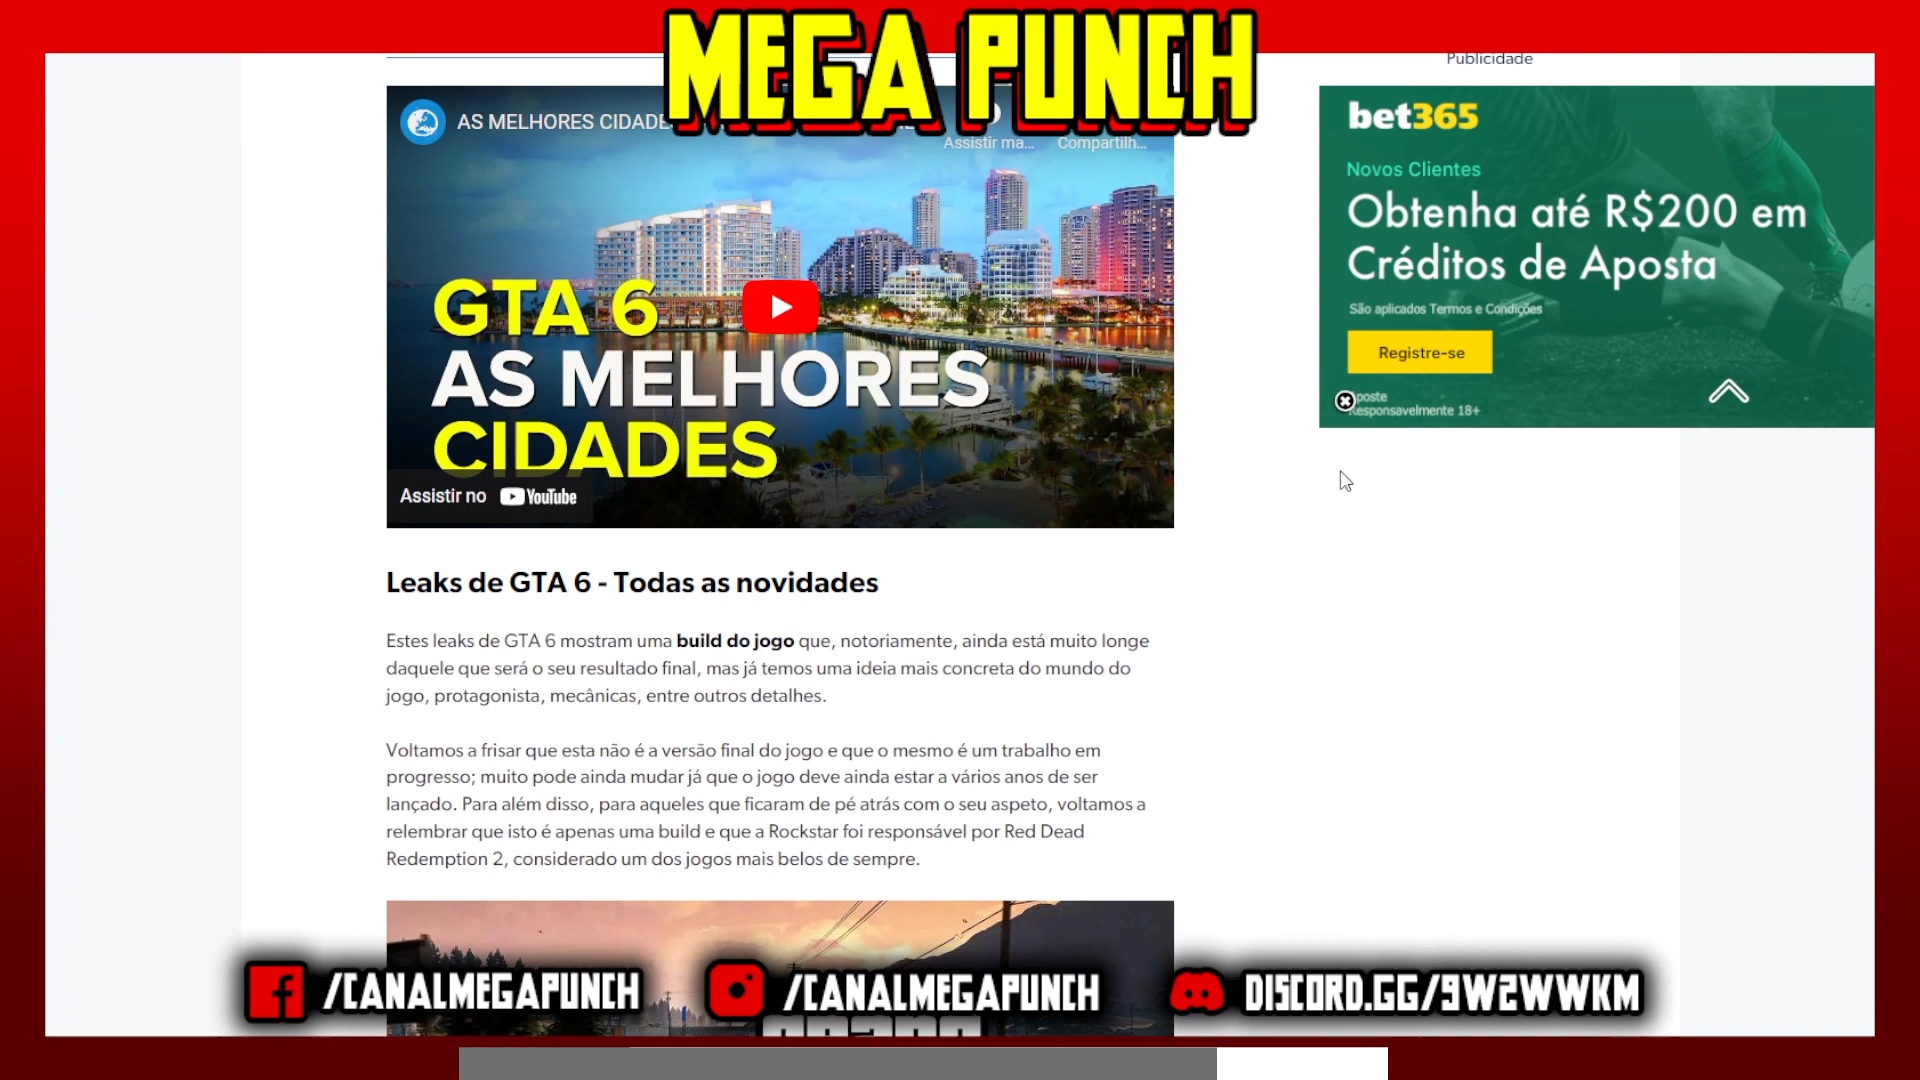 MEGA PUNCH
Publicidade
AS MELHORES CIDADE
Assistir ma... Compartilh...
GTA 6
AS MELHORES
CIDADES
Assistir no YouTube
bet365
Novos Clientes
Obtenha até R$200 em
Créditos de Aposta
São aplicados Termos e Condições
Registre-se
poste
Responsavelmente 18+
Leaks de GTA 6 - Todas as novidades
Estes leaks de GTA 6 mostram uma build do jogo que, notoriamente, ainda está muito longe
daquele que será o seu resultado final, mas já temos uma ideia mais concreta do mundo do
jogo, protagonista, mecânicas, entre outros detalhes.
Voltamos a frisar que esta não é a versão final do jogo e que o mesmo é um trabalho em
progresso; muito pode ainda mudar já que o jogo deve ainda estar a vários anos de ser
lançado. Para além disso, para aqueles que ficaram de pé atrás com o seu aspeto, voltamos a
relembrar que isto é apenas uma build e que a Rockstar foi responsável por Red Dead
Redemption 2, considerado um dos jogos mais belos de sempre.
/CANALMEGAPUNCH /CANALMEGAPUNCH DISCORD.GG/9W2WWKM